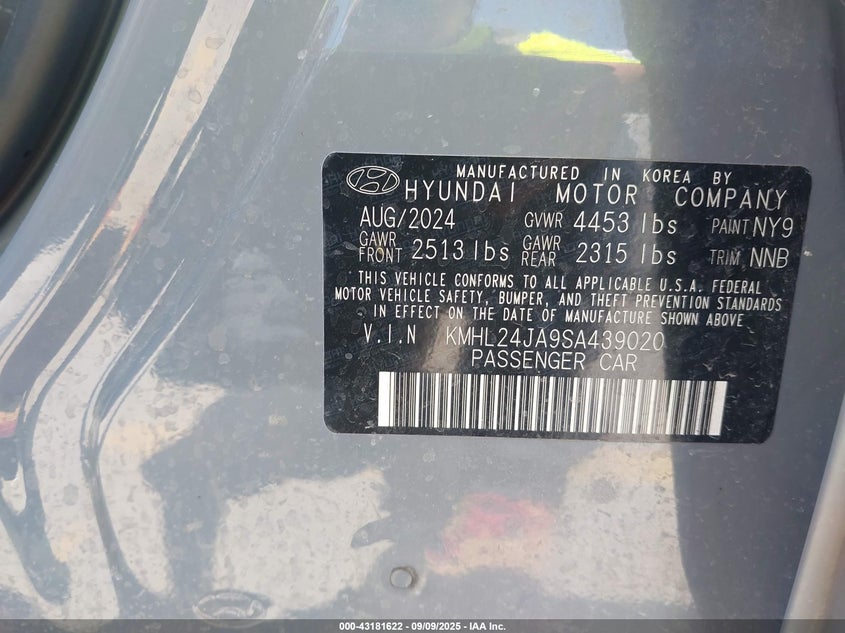 MANUFACTURED IN KOREA BY
HYUNDAI MOTOR COMPANY
AUG/2024 GVWR 4453 lbs PAINT NY9
GAWR FRONT 2513 lbs GAWR REAR 2315 lbs TRIM NNB
THIS VEHICLE CONFORMS TO ALL APPLICABLE U.S.A. FEDERAL
MOTOR VEHICLE SAFETY, BUMPER, AND THEFT PREVENTION STANDARDS
IN EFFECT ON THE DATE OF MANUFACTURE SHOWN ABOVE
V.I.N KMHL24JA9SA439020
PASSENGER CAR
000-43181622 - 09/09/2025 - IAA Inc.